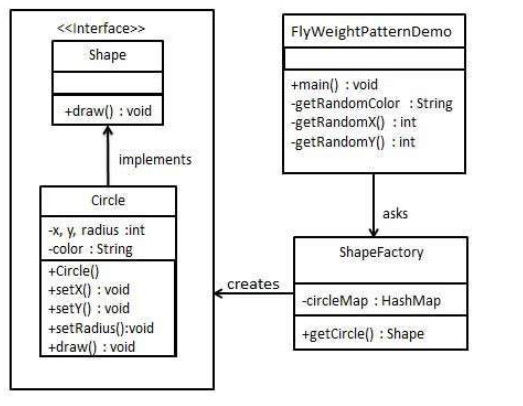 <<Interface>>
Shape
+draw() : void
implements
Circle
-x, y, radius :int
-color : String
+Circle()
+setX() : void
+setY() : void
+setRadius():void
+draw() : void
FlyWeightPatternDemo
+main() : void
-getRandomColor : String
-getRandomX() : int
-getRandomY() : int
asks
ShapeFactory
-circleMap : HashMap
+getCircle() : Shape
creates